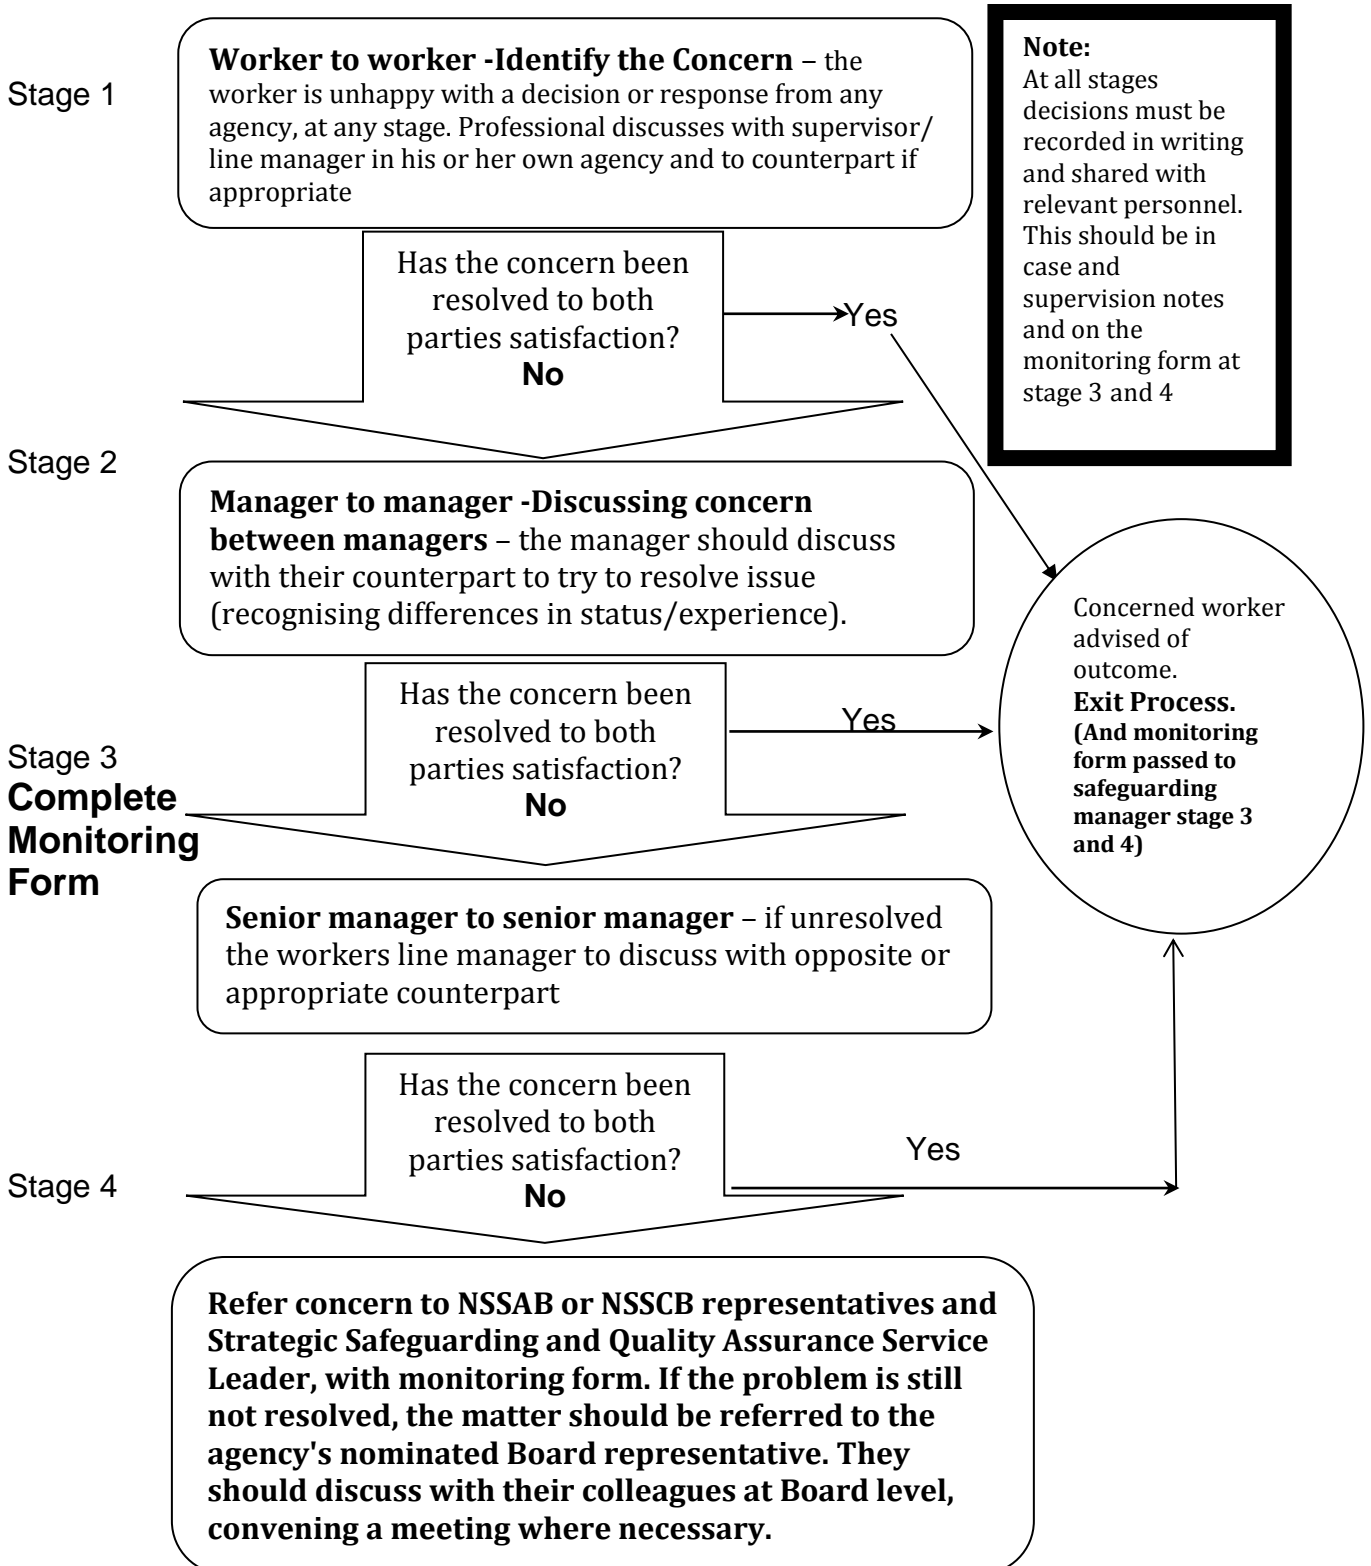 Stage 1
Worker to worker -Identify the Concern – the
worker is unhappy with a decision or response from any
agency, at any stage. Professional discusses with supervisor/
line manager in his or her own agency and to counterpart if
appropriate
Note:
At all stages
decisions must be
recorded in writing
and shared with
relevant personnel.
This should be in
case and
supervision notes
and on the
monitoring form at
stage 3 and 4
Has the concern been
resolved to both
parties satisfaction?
No
Yes
Stage 2
Manager to manager -Discussing concern
between managers – the manager should discuss
with their counterpart to try to resolve issue
(recognising differences in status/experience).
Has the concern been
resolved to both
parties satisfaction?
No
Yes
Concerned worker
advised of
outcome.
Exit Process.
(And monitoring
form passed to
safeguarding
manager stage 3
and 4)
Stage 3
Complete
Monitoring
Form
Senior manager to senior manager – if unresolved
the workers line manager to discuss with opposite or
appropriate counterpart
Has the concern been
resolved to both
parties satisfaction?
No
Yes
Stage 4
Refer concern to NSSAB or NSSCB representatives and
Strategic Safeguarding and Quality Assurance Service
Leader, with monitoring form. If the problem is still
not resolved, the matter should be referred to the
agency's nominated Board representative. They
should discuss with their colleagues at Board level,
convening a meeting where necessary.